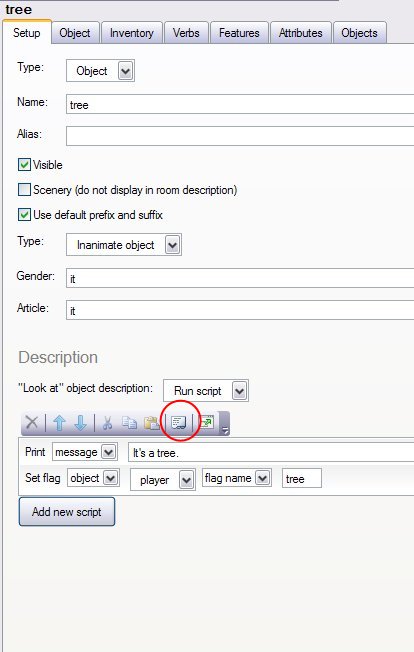 tree
Setup Object Inventory Verbs Features Attributes Objects
Type: Object
Name: tree
Alias:
Visible
Scenery (do not display in room description)
Use default prefix and suffix
Type: Inanimate object
Gender: it
Article: it
Description
"Look at" object description: Run script
Print message It's a tree.
Set flag object player flag name tree
Add new script